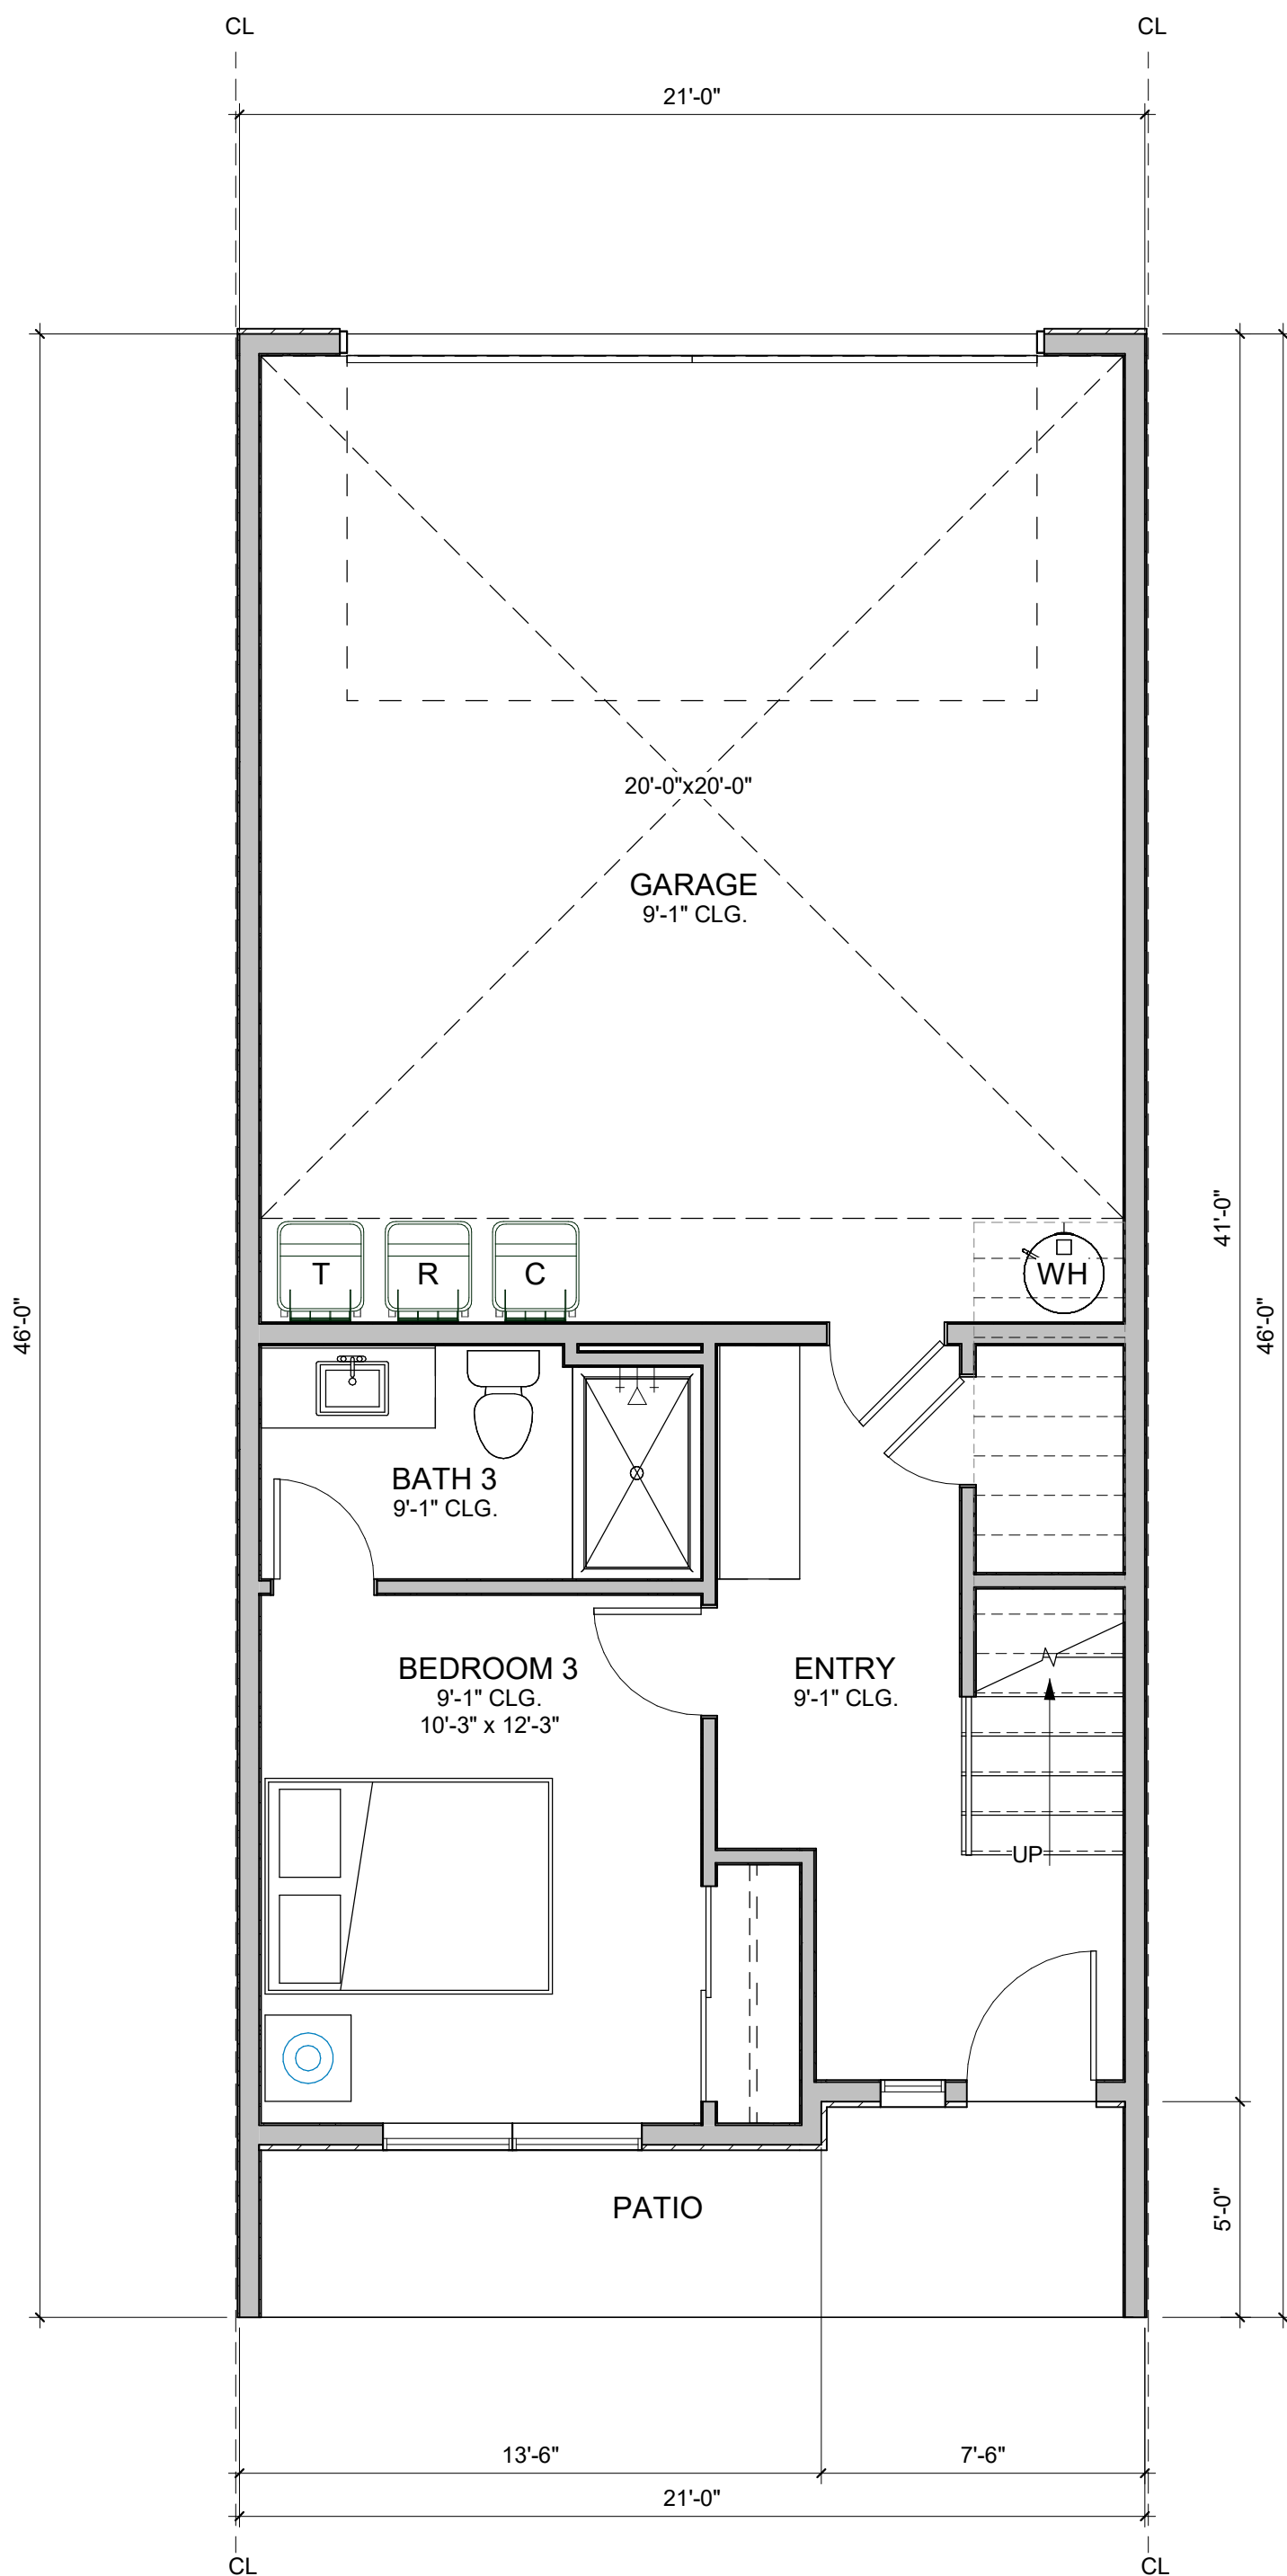 CL
CL
21'-0"
20'-0"x20'-0"
GARAGE
9'-1" CLG.
41'-0"
46'-0"
46'-0"
T
R
C
WH
BATH 3
9'-1" CLG.
BEDROOM 3
9'-1" CLG.
10'-3" x 12'-3"
ENTRY
9'-1" CLG.
UP
PATIO
5'-0"
13'-6"
7'-6"
21'-0"
CL
CL